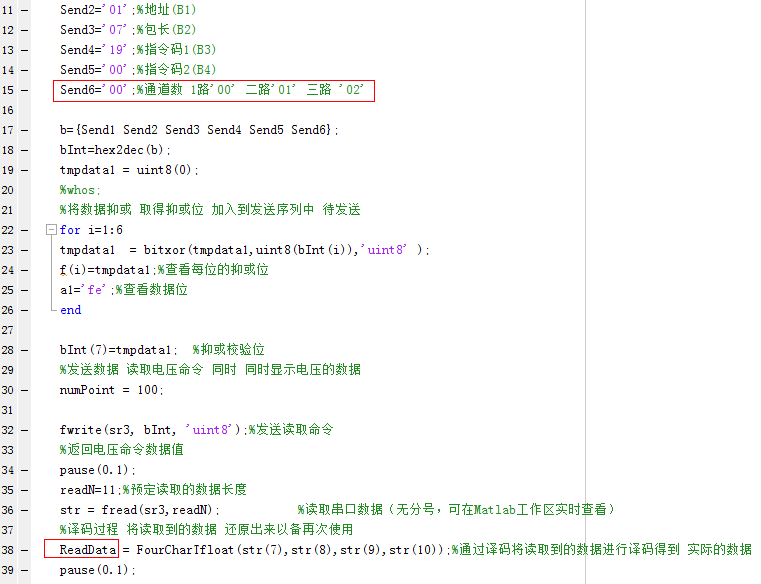 11 - Send2='01';%地址(B1)
12 - Send3='07';%包长(B2)
13 - Send4='19';%指令码1(B3)
14 - Send5='00';%指令码2(B4)
15 - Send6='00';%通道数 1路'00' 二路'01' 三路 '02'
16
17 - b={Send1 Send2 Send3 Send4 Send5 Send6};
18 - bInt=hex2dec(b);
19 - tmpdata1 = uint8(0);
20 %whos;
21 %将数据抑或 取得抑或位 加入到发送序列中 待发送
22 - for i=1:6
23 - tmpdata1 = bitxor(tmpdata1,uint8(bInt(i)),'uint8' );
24 - f(i)=tmpdata1;%查看每位的抑或位
25 - a1='fe';%查看数据位
26 - end
27
28 - bInt(7)=tmpdata1; %抑或校验位
29 %发送数据 读取电压命令 同时 同时显示电压的数据
30 - numPoint = 100;
31
32 - fwrite(sr3, bInt, 'uint8');%发送读取命令
33 %返回电压命令数据值
34 - pause(0.1);
35 - readN=11;%预定读取的数据长度
36 - str = fread(sr3,readN); %读取串口数据（无分号，可在Matlab工作区实时查看）
37 %译码过程 将读取到的数据 还原出来以备再次使用
38 - ReadData = FourCharTfloat(str(7),str(8),str(9),str(10));%通过译码将读取到的数据进行译码得到 实际的数据
39 - pause(0.1);